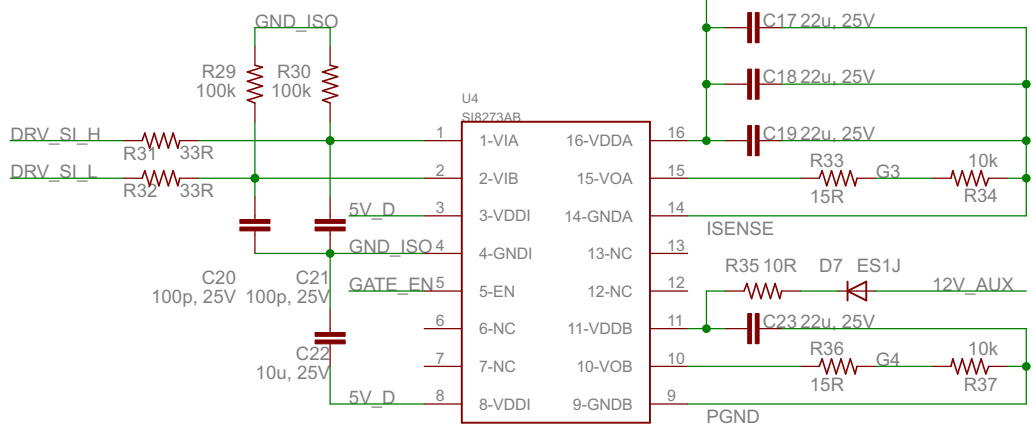 GND_ISO
C17 22u, 25V
R29
100k
R30
100k
C18 22u, 25V
U4
SI8273AB
DRV_SI_H
R31 33R
1
1-VIA
16-VDDA
16
C19 22u, 25V
DRV_SI_L
R32 33R
2
2-VIB
15-VOA
15
R33
15R
G3
10k
R34
5V_D
3
3-VDDI
14-GNDA
14
ISENSE
GND_ISO
4
4-GNDI
13-NC
13
C20
100p, 25V
C21
100p, 25V
GATE_EN
5
5-EN
12-NC
12
R35 10R
D7 ES1J
12V_AUX
6
6-NC
11-VDDB
11
C23 22u, 25V
C22
10u, 25V
7
7-NC
10-VOB
10
R36
15R
G4
10k
R37
5V_D
8
8-VDDI
9-GNDB
9
PGND